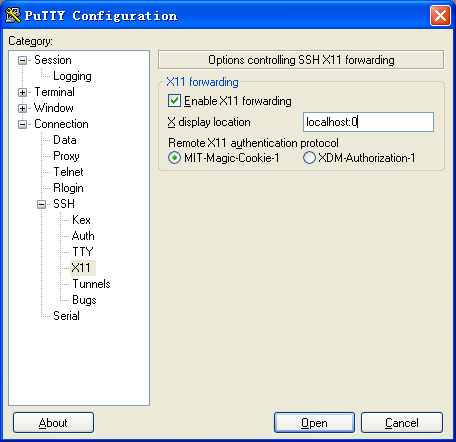 PuTTY Configuration
Category:
Session
Logging
Terminal
Window
Connection
Data
Proxy
Telnet
Rlogin
SSH
Kex
Auth
TTY
X11
Tunnels
Bugs
Serial
Options controlling SSH X11 forwarding
X11 forwarding
Enable X11 forwarding
X display location
localhost:0
Remote X11 authentication protocol
MIT-Magic-Cookie-1
XDM-Authorization-1
About
Open
Cancel